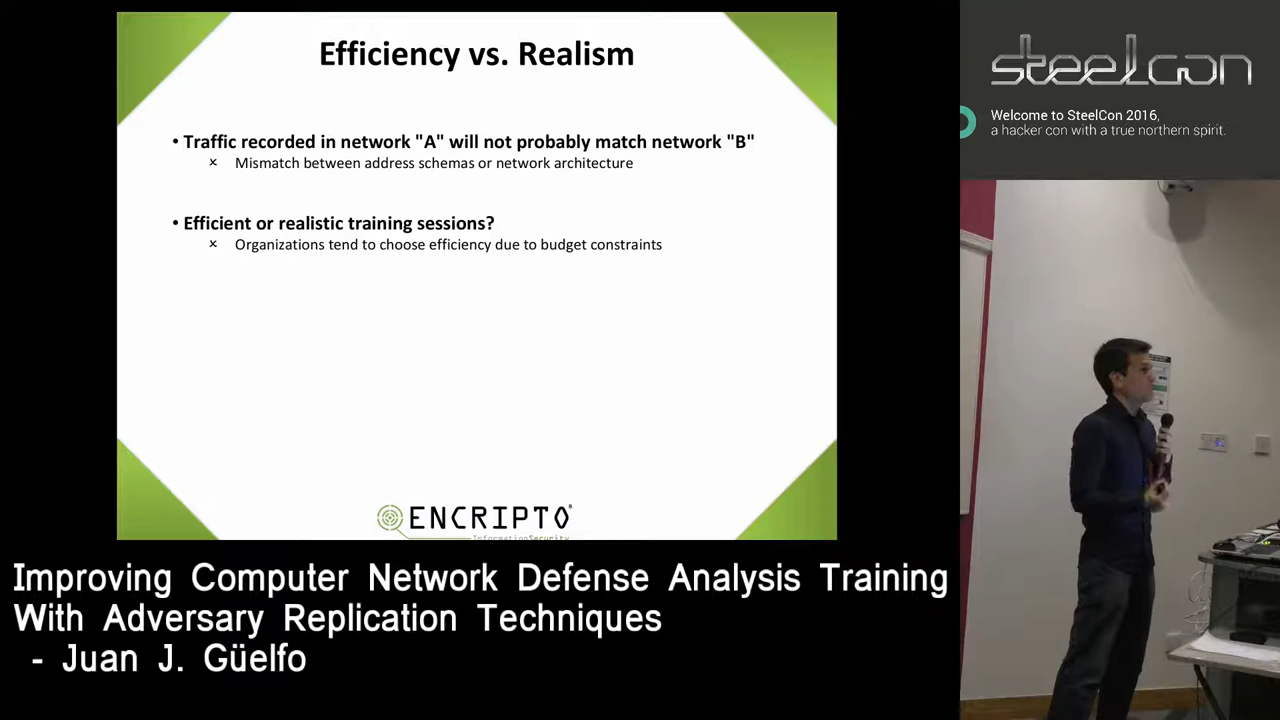 Efficiency vs. Realism
• Traffic recorded in network "A" will not probably match network "B"
× Mismatch between address schemas or network architecture
• Efficient or realistic training sessions?
× Organizations tend to choose efficiency due to budget constraints
ENCRIPTO®
InformationSecurity
steelcon
Welcome to SteelCon 2016,
a hacker con with a true northern spirit.
Improving Computer Network Defense Analysis Training
With Adversary Replication Techniques
- Juan J. Güelfo